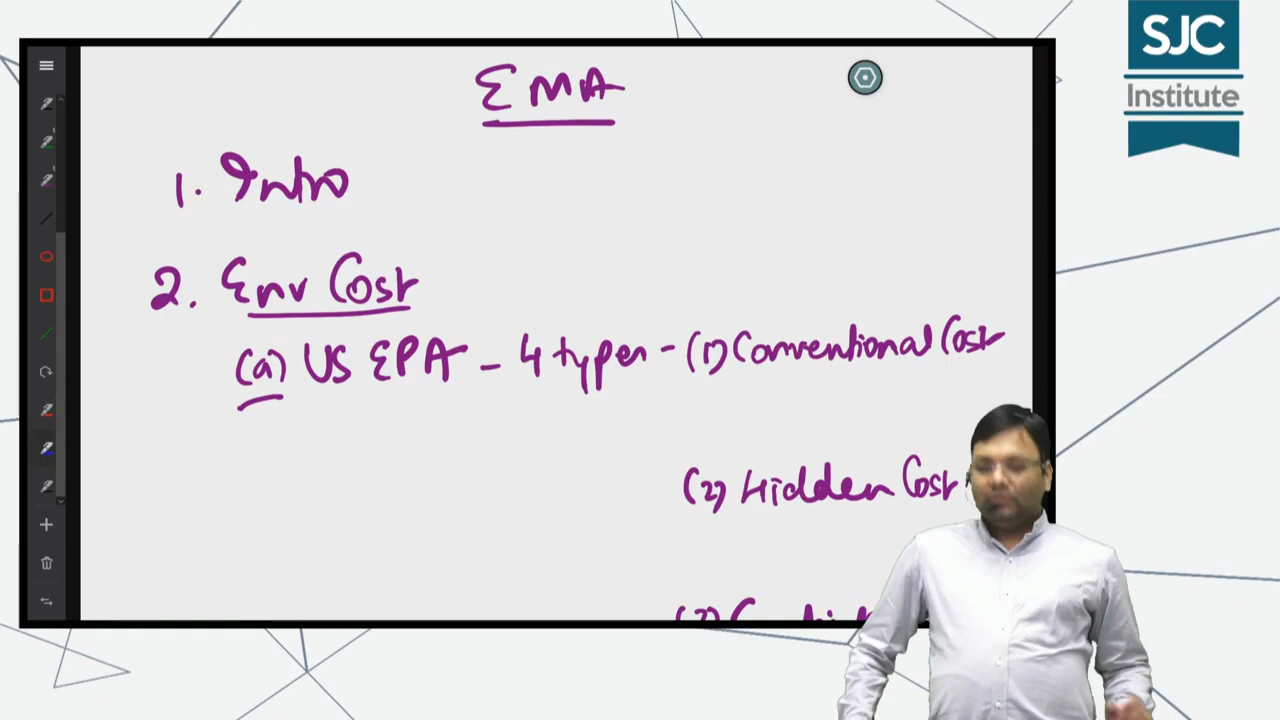 SJC
Institute
EMA
1. Intro
2. Env Cost
(a) US EPA - 4 types - (1) Conventional Cost
(2) Hidden Cost